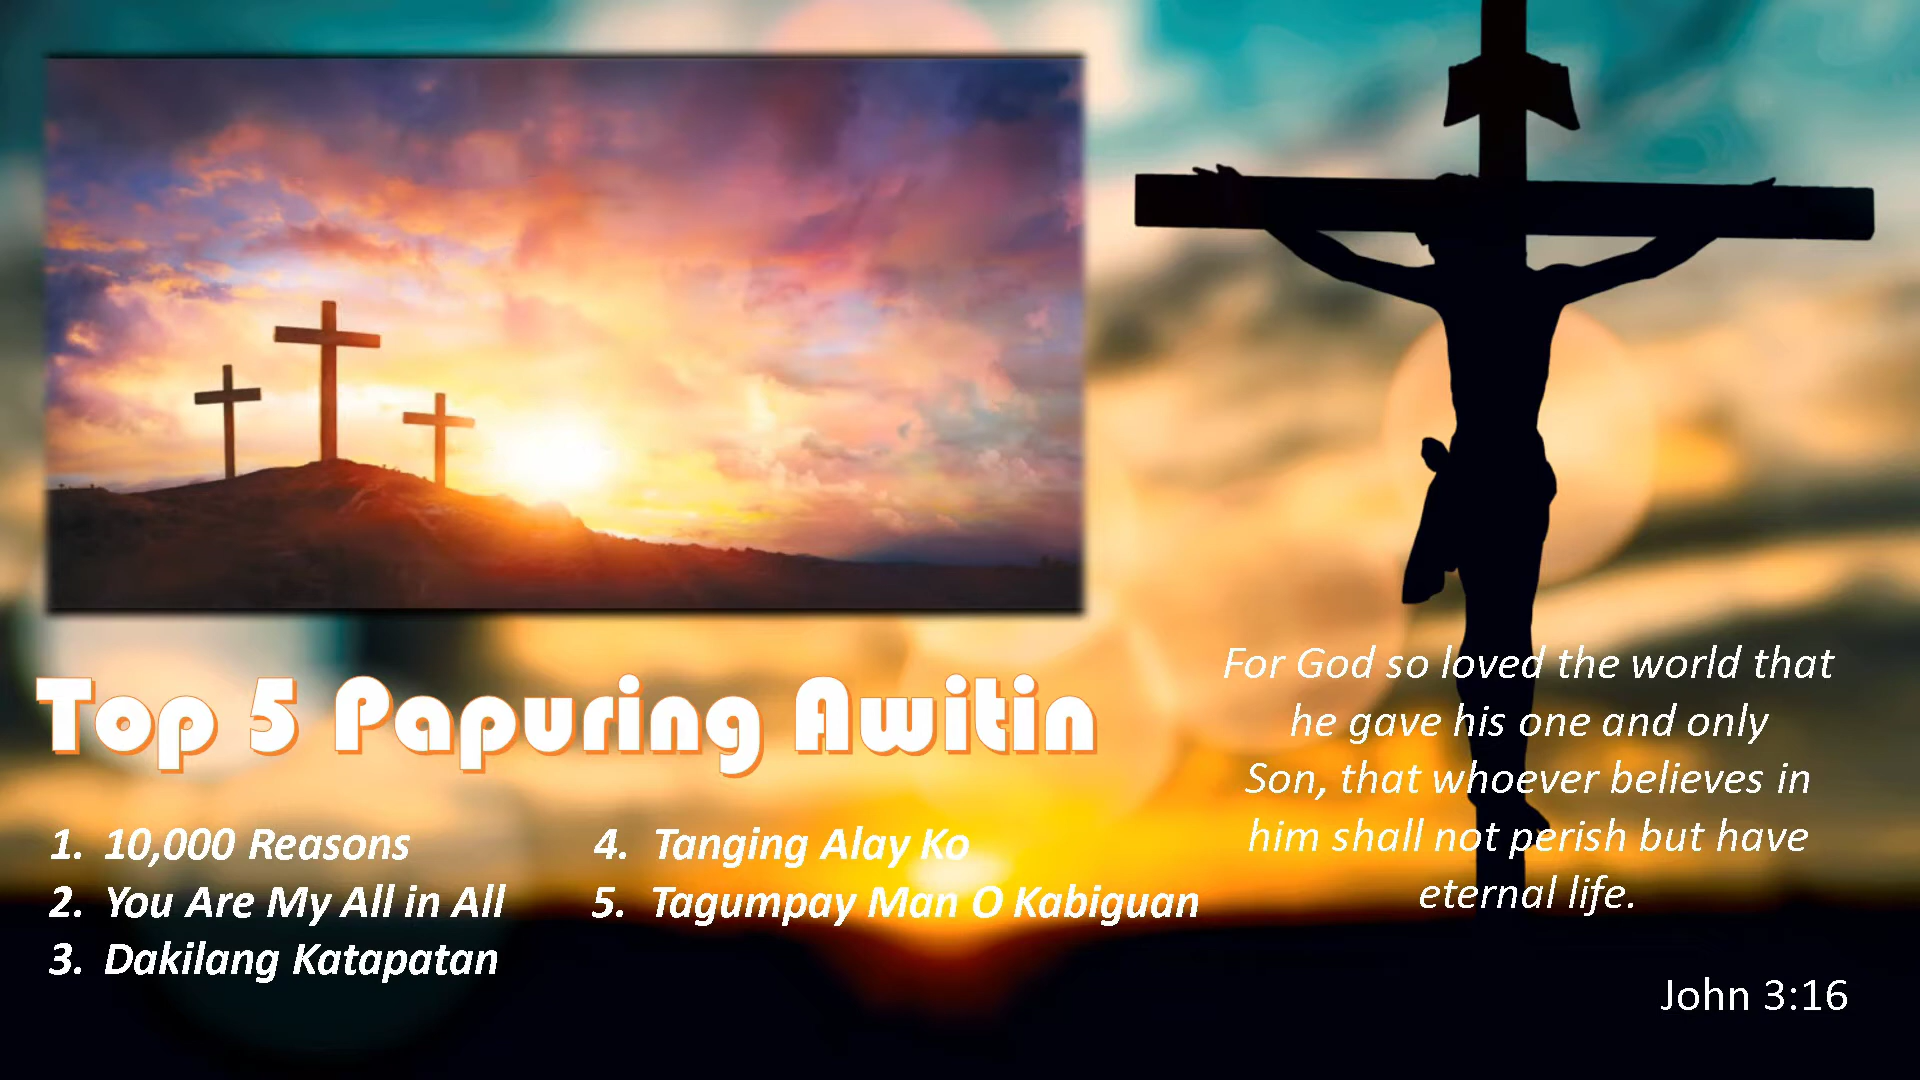 Top 5 Papuring Awitin
1. 10,000 Reasons
2. You Are My All in All
3. Dakilang Katapatan
4. Tanging Alay Ko
5. Tagumpay Man O Kabiguan
For God so loved the world that
he gave his one and only
Son, that whoever believes in
him shall not perish but have
eternal life.
John 3:16